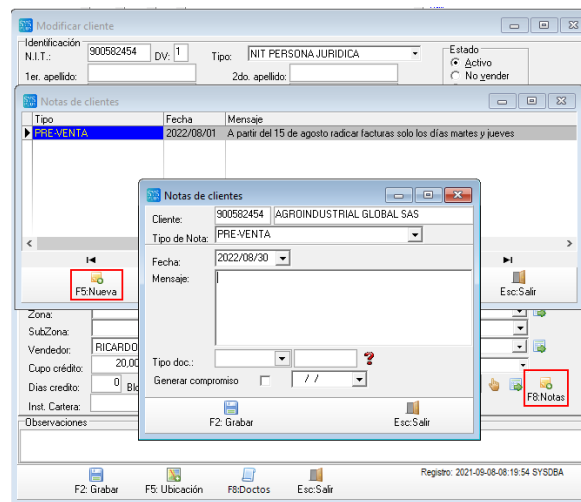 Modificar cliente
Identificación
N.I.T.: 900582454 DV: 1 Tipo: NIT PERSONA JURIDICA
Estado
Activo
No vender
1er. apellido: 2do. apellido:
Notas de clientes
Tipo Fecha Mensaje
PRE-VENTA 2022/08/01 A partir del 15 de agosto radicar facturas solo los días martes y jueves
Notas de clientes
Cliente: 900582454 AGROINDUSTRIAL GLOBAL SAS
Tipo de Nota: PRE-VENTA
Fecha: 2022/08/30
Mensaje:
Tipo doc.: ?
Generar compromiso / /
F2: Grabar Esc:Salir
F5:Nueva Esc:Salir
Zona:
SubZona:
Vendedor: RICARDO
Cupo crédito: 20,00
Dias credito: 0 Blo
F8:Notas
Inst. Cartera:
Observaciones
Registro: 2021-09-08-08:19:54 SYSDBA
F2: Grabar F5: Ubicación F8:Doctos Esc:Salir